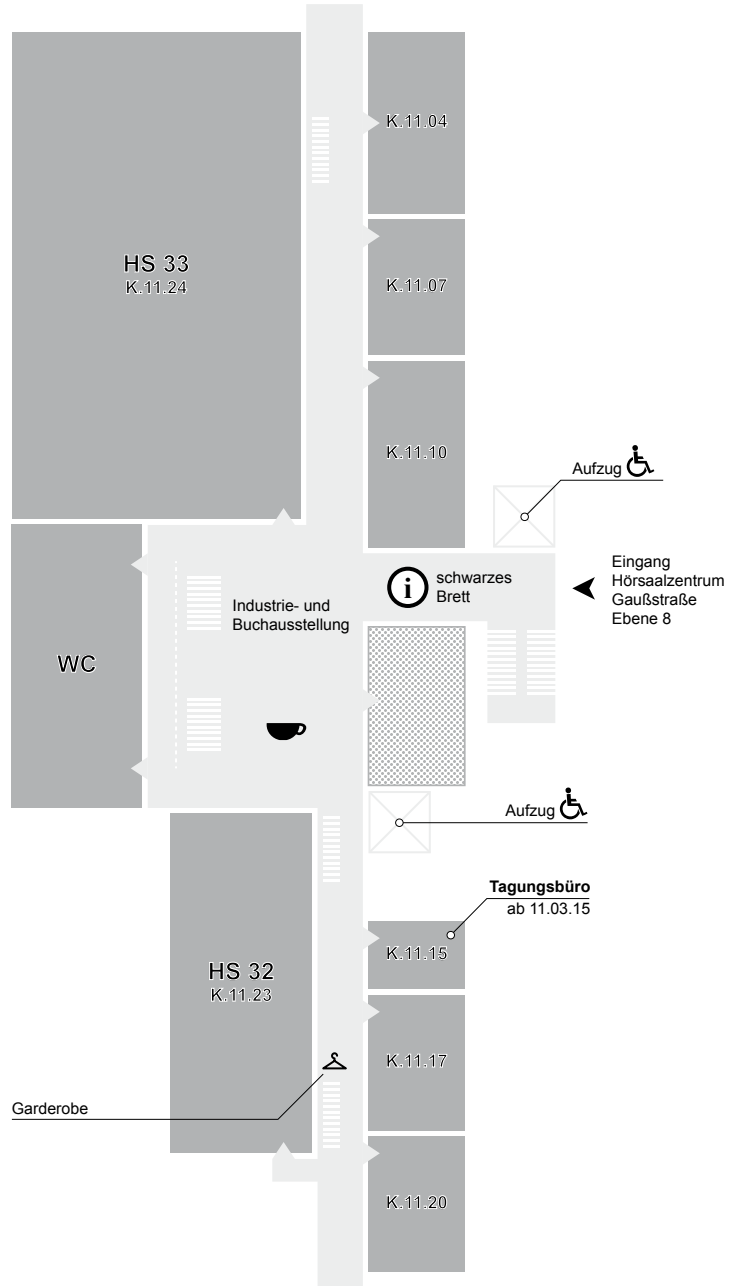 K.11.04
HS 33
K.11.24
K.11.07
K.11.10
Aufzug
i
schwarzes
Brett
Eingang
Hörsaalzentrum
Gaußstraße
Ebene 8
Industrie- und
Buchausstellung
WC
Aufzug
Tagungsbüro
ab 11.03.15
K.11.15
HS 32
K.11.23
K.11.17
Garderobe
K.11.20